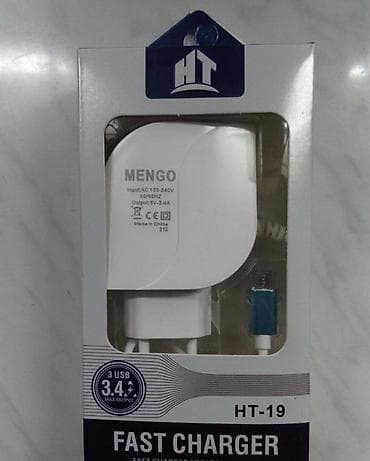 HT
MENGO
Input:AC 100-240V
50/60HZ
Output:5V-3.4A
CE
Made in China
3 USB
3.4A
MAX OUTPUT
HT-19
FAST CHARGER